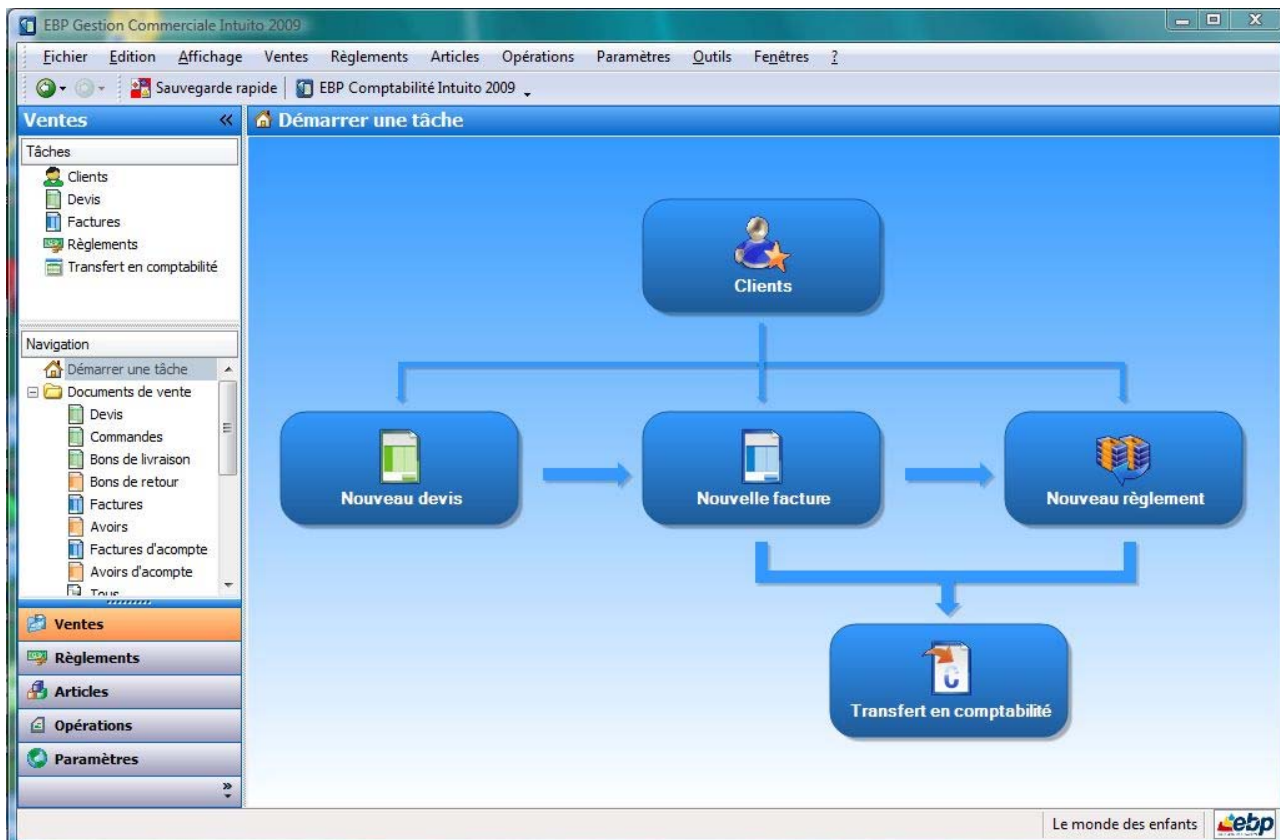 EBP Gestion Commerciale Intuito 2009
Fichier Edition Affichage Ventes Règlements Articles Opérations Paramètres Outils Fenêtres ?
Sauvegarde rapide EBP Comptabilité Intuito 2009
Ventes
Démarrer une tâche
Tâches
Clients
Devis
Factures
Règlements
Transfert en comptabilité
Navigation
Démarrer une tâche
Documents de vente
Devis
Commandes
Bons de livraison
Bons de retour
Factures
Avoirs
Factures d'acompte
Avoirs d'acompte
Tous
Ventes
Règlements
Articles
Opérations
Paramètres
Clients
Nouveau devis
Nouvelle facture
Nouveau règlement
C
Transfert en comptabilité
Le monde des enfants
ebp